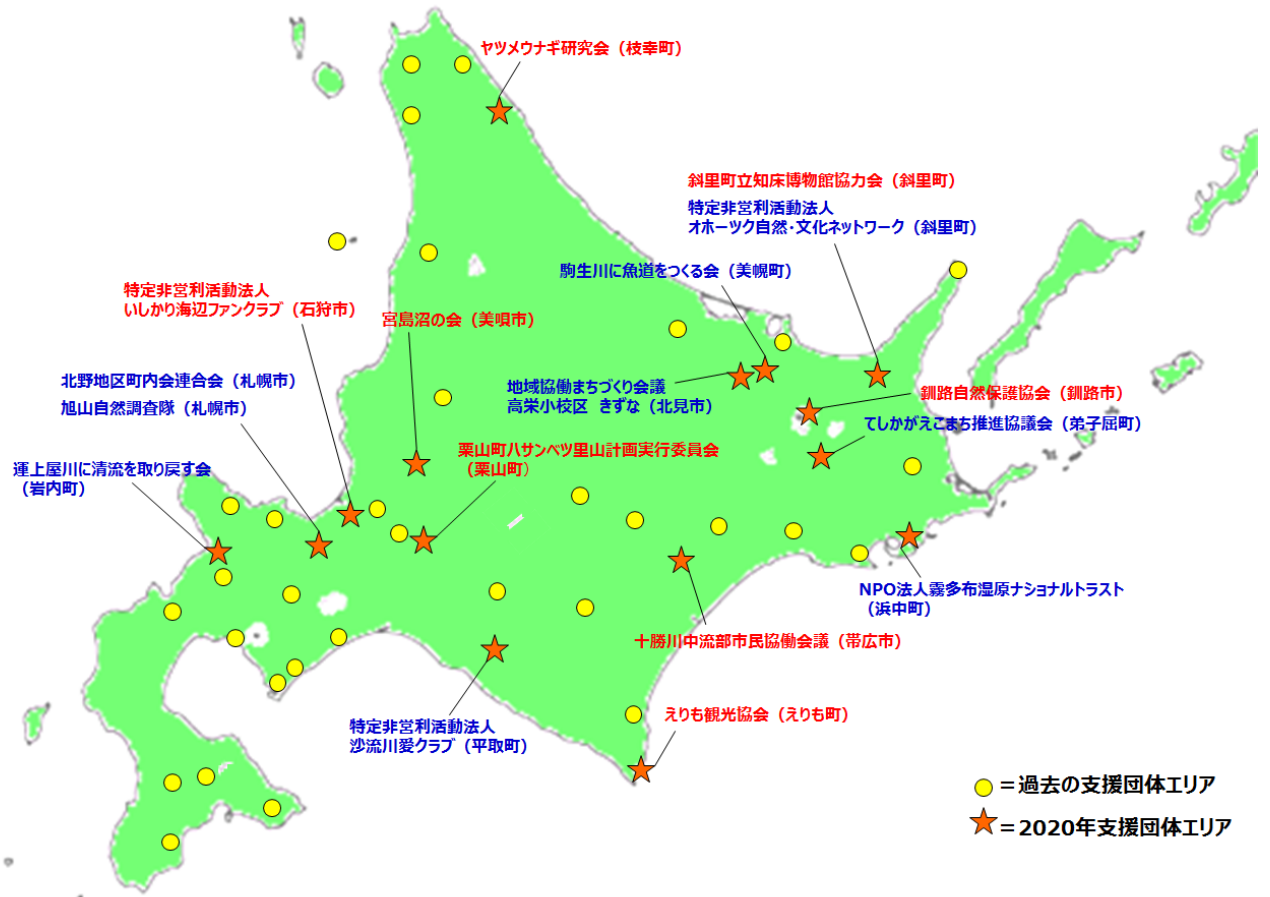 ヤツメウナギ研究会（枝幸町）
斜里町立知床博物館協力会（斜里町）
特定非営利活動法人
オホーツク自然・文化ネットワーク（斜里町）
駒生川に魚道をつくる会（美幌町）
特定非営利活動法人
いしかり海辺ファンクラブ（石狩市）
宮島沼の会（美唄市）
北野地区町内会連合会（札幌市）
旭山自然調査隊（札幌市）
地域協働まちづくり会議
高栄小校区 きずな（北見市）
釧路自然保護協会（釧路市）
てしかがえこまち推進協議会（弟子屈町）
運上屋川に清流を取り戻す会
（岩内町）
栗山町ハサンベツ里山計画実行委員会
（栗山町）
NPO法人霧多布湿原ナショナルトラスト
（浜中町）
十勝川中流部市民協働会議（帯広市）
特定非営利活動法人
沙流川愛クラブ（平取町）
えりも観光協会（えりも町）
＝過去の支援団体エリア
＝2020年支援団体エリア